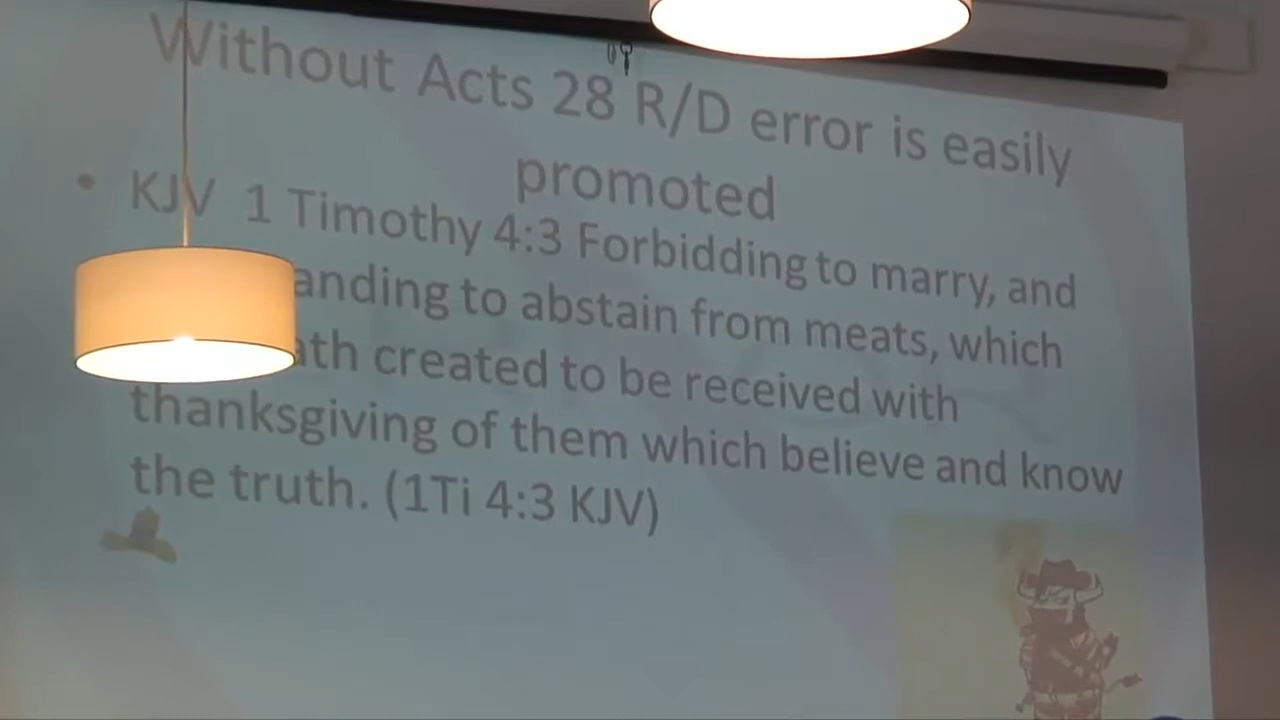 Without Acts 28 R/D error is easily
promoted
• KJV 1 Timothy 4:3 Forbidding to marry, and
anding to abstain from meats, which
ath created to be received with
thanksgiving of them which believe and know
the truth. (1Ti 4:3 KJV)